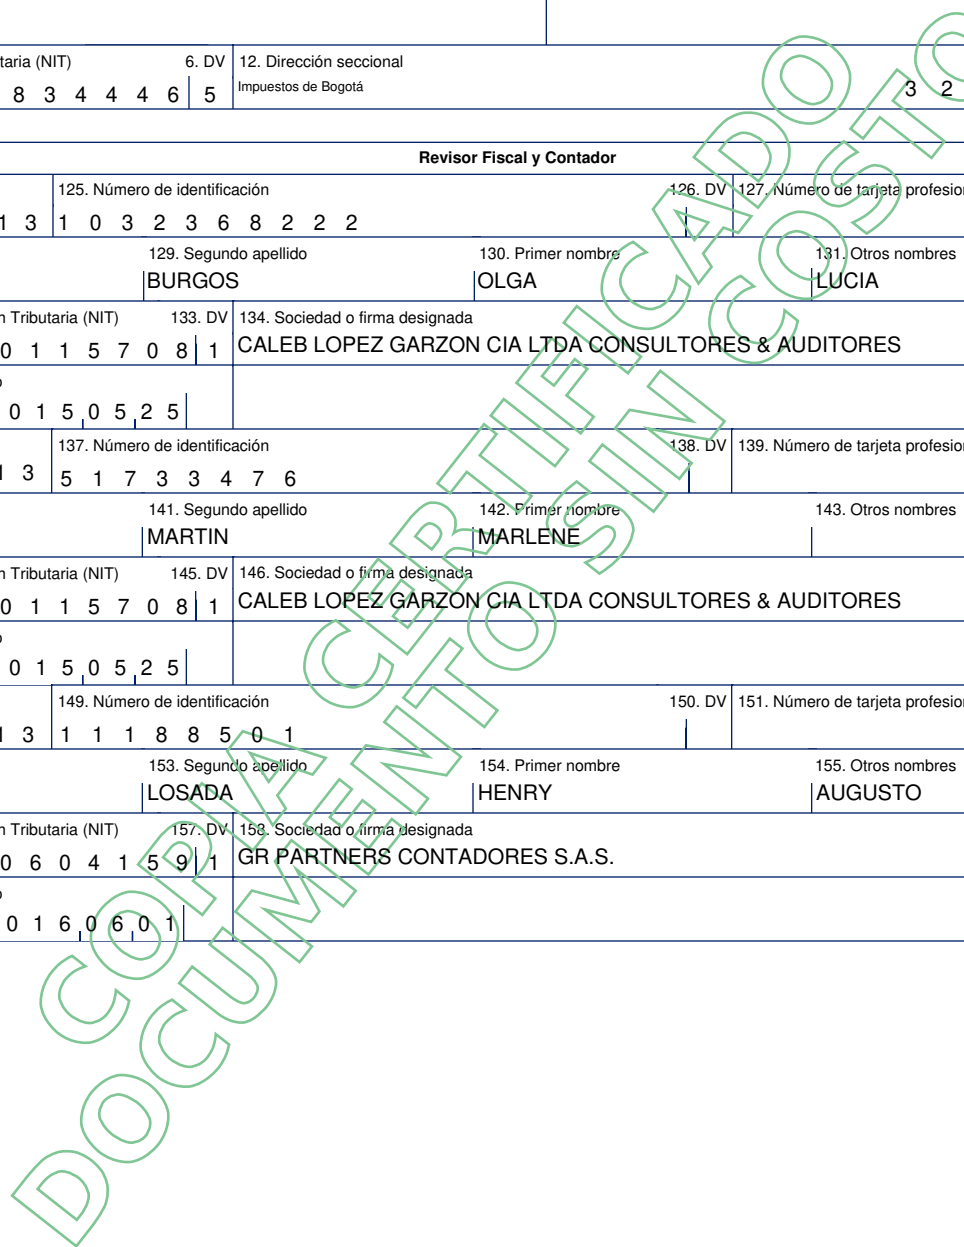 taria (NIT) 6. DV 12. Dirección seccional
8 3 4 4 4 6 5 Impuestos de Bogotá 3 2
Revisor Fiscal y Contador
125. Número de identificación 126. DV 127. Número de tarjeta profesion
1 3 1 0 3 2 3 6 8 2 2 2
129. Segundo apellido 130. Primer nombre 131. Otros nombres
BURGOS OLGA LUCIA
n Tributaria (NIT) 133. DV 134. Sociedad o firma designada
0 1 1 5 7 0 8 1 CALEB LOPEZ GARZON CIA LTDA CONSULTORES & AUDITORES
o
0 1 5 0 5 2 5
137. Número de identificación 138. DV 139. Número de tarjeta profesion
1 3 5 1 7 3 3 4 7 6
141. Segundo apellido 142. Primer nombre 143. Otros nombres
MARTIN MARLENE
n Tributaria (NIT) 145. DV 146. Sociedad o firma designada
0 1 1 5 7 0 8 1 CALEB LOPEZ GARZON CIA LTDA CONSULTORES & AUDITORES
o
0 1 5 0 5 2 5
149. Número de identificación 150. DV 151. Número de tarjeta profesion
1 3 1 1 1 8 8 5 0 1
153. Segundo apellido 154. Primer nombre 155. Otros nombres
LOSADA HENRY AUGUSTO
n Tributaria (NIT) 157. DV 158. Sociedad o firma designada
0 6 0 4 1 5 9 1 GR PARTNERS CONTADORES S.A.S.
o
0 1 6 0 6 0 1
COPIA CERTIFICADO
DOCUMENTO SIN COSTO